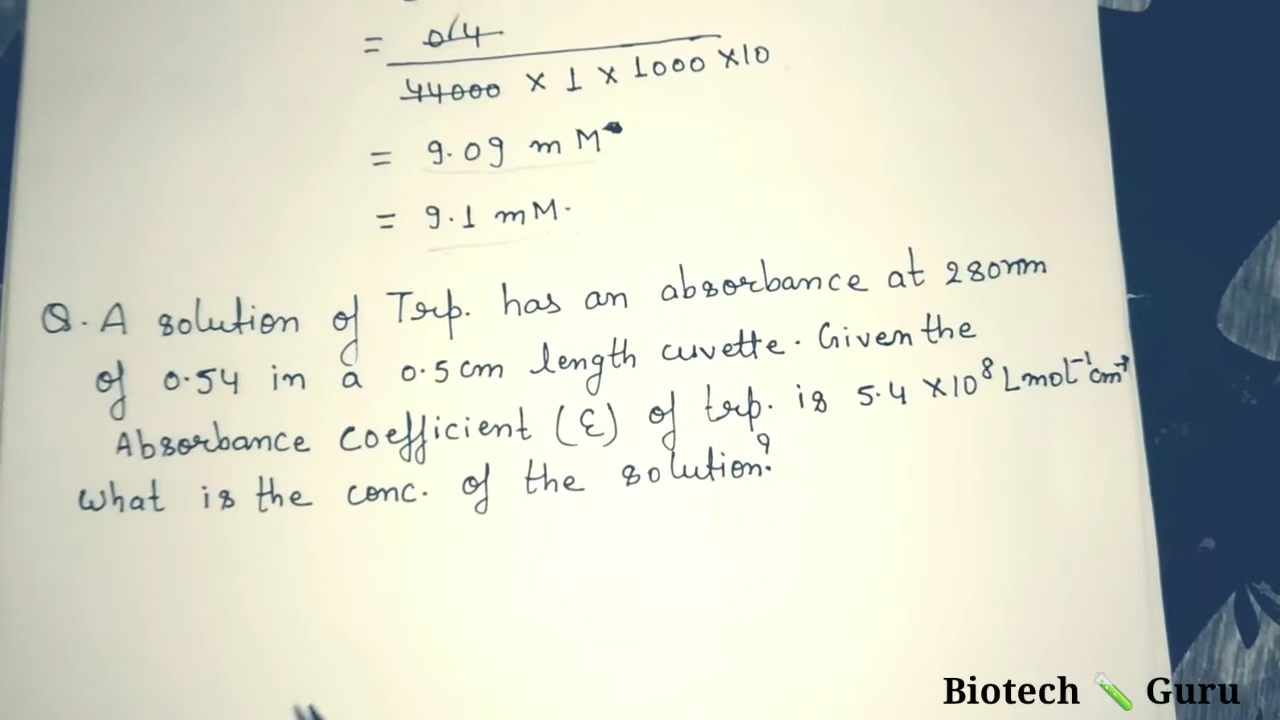 = 0.4
44000 × 1 × 1000 × 10
= 9.09 m M
= 9.1 mM.
Q. A solution of Trp. has an absorbance at 280nm
of 0.54 in a 0.5cm length cuvette. Given the
Absorbance coefficient (ε) of trp. is 5.4 ×10⁸ Lmol⁻¹cm⁻¹
what is the conc. of the solution?
Biotech Guru